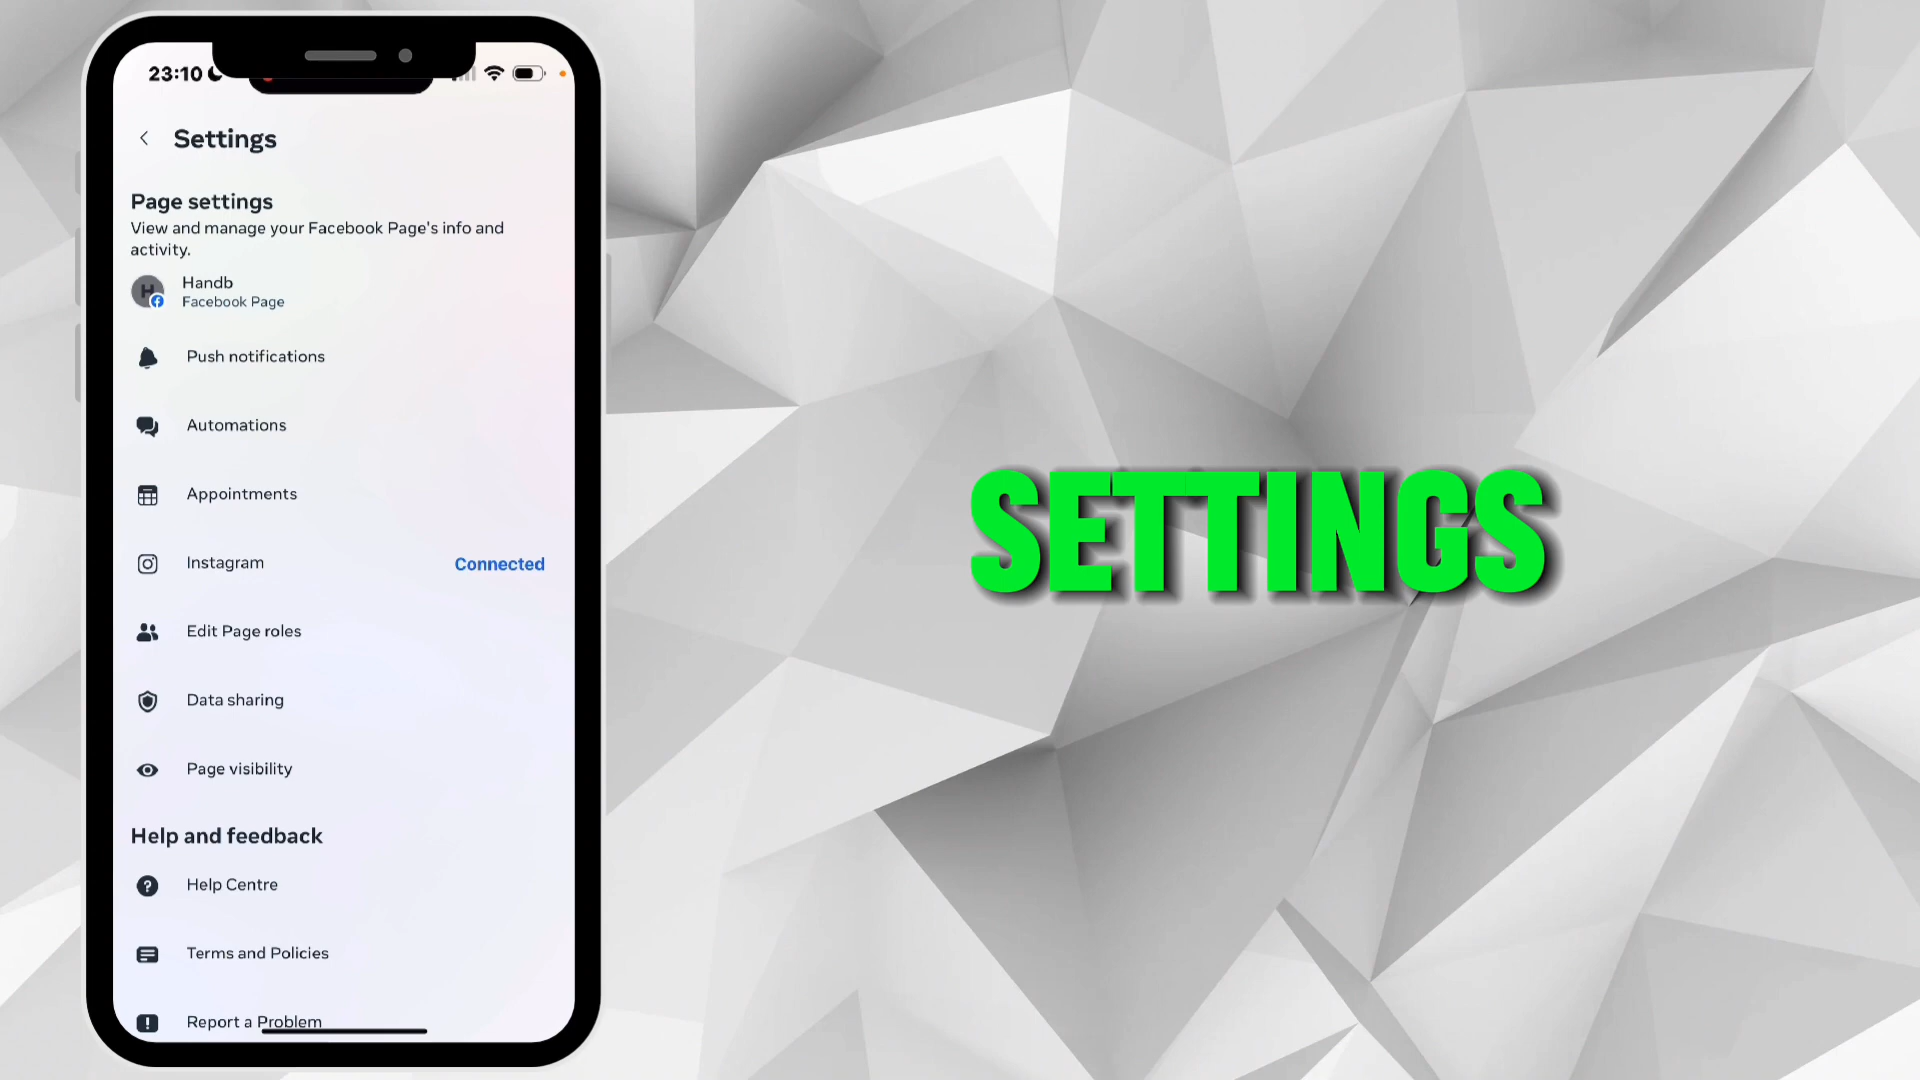 23:10
Settings
Page settings
View and manage your Facebook Page's info and
activity.
H
Handb
Facebook Page
Push notifications
Automations
Appointments
Instagram
Connected
Edit Page roles
Data sharing
Page visibility
Help and feedback
Help Centre
Terms and Policies
Report a Problem
SETTINGS